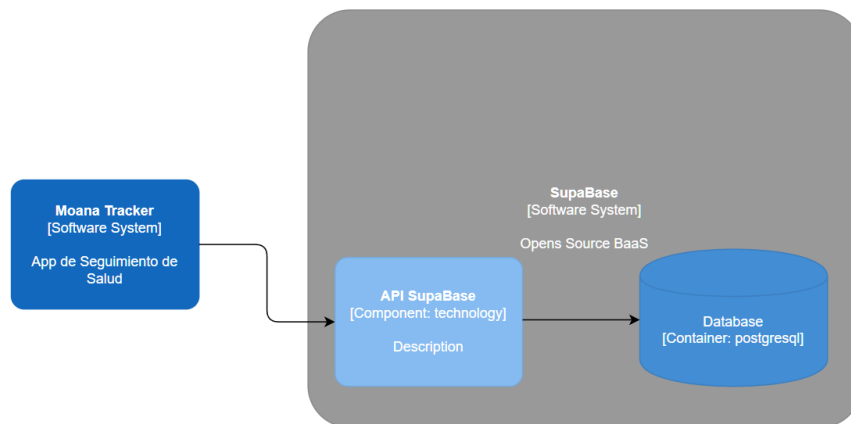 Moana Tracker
[Software System]
App de Seguimiento de
Salud
SupaBase
[Software System]
Opens Source BaaS
API SupaBase
[Component: technology]
Description
Database
[Container: postgresql]